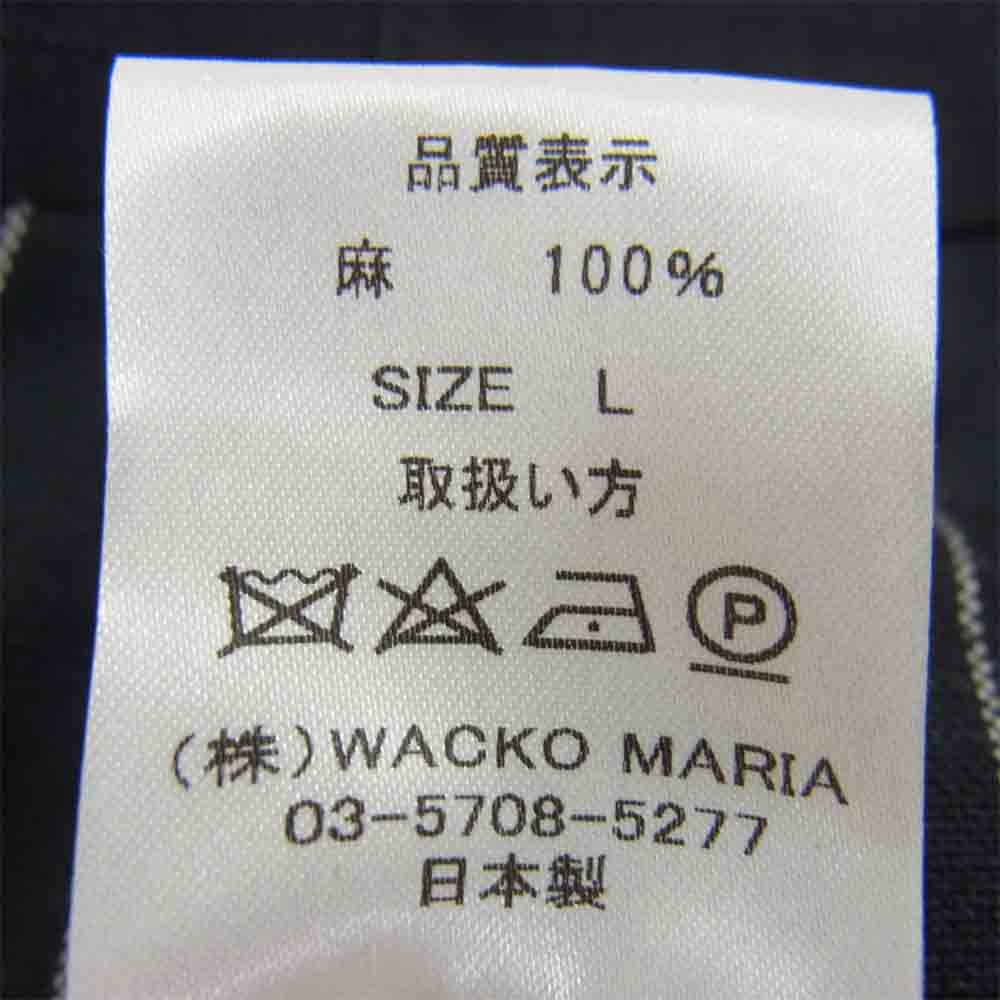 品質表示
麻 100%
SIZE L
取扱い方
P
(株)WACKO MARIA
03-5708-5277
日本製